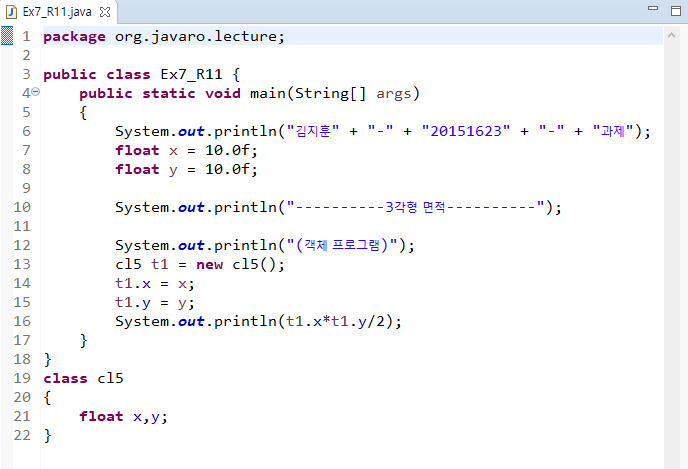 Ex7_R11.java
1 package org.javaro.lecture;
2
3 public class Ex7_R11 {
4 public static void main(String[] args)
5 {
6 System.out.println("김지훈" + "-" + "20151623" + "-" + "과제");
7 float x = 10.0f;
8 float y = 10.0f;
9
10 System.out.println("----------3각형 면적----------");
11
12 System.out.println("(객체 프로그램)");
13 cl5 t1 = new cl5();
14 t1.x = x;
15 t1.y = y;
16 System.out.println(t1.x*t1.y/2);
17 }
18 }
19 class cl5
20 {
21 float x,y;
22 }